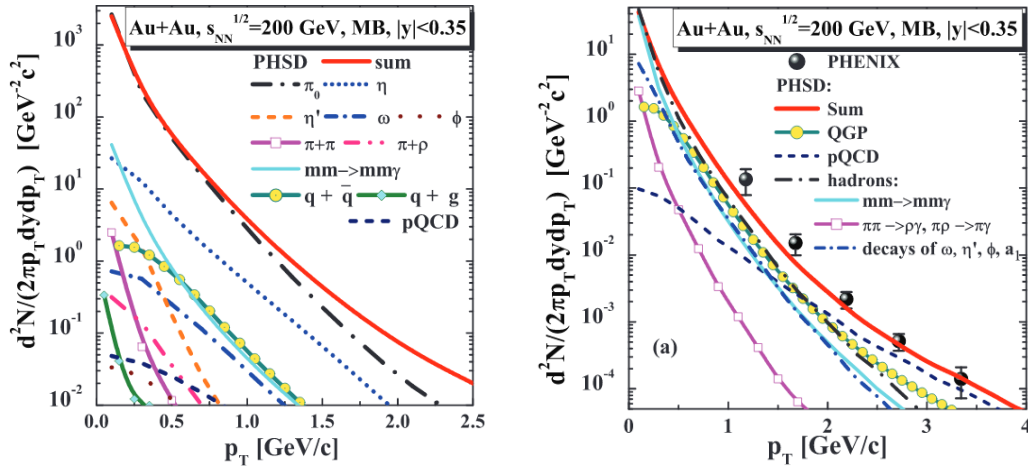 Au+Au, s_NN^1/2=200 GeV, MB, |y|<0.35
PHSD sum
π₀ η
η' ω ϕ
π+π π+ρ
mm->mmγ
q + q̄ q + g
pQCD
d²N/(2πp_T dydp_T) [GeV⁻²c²]
10³
10²
10¹
10⁰
10⁻¹
10⁻²
0.0 0.5 1.0 1.5 2.0 2.5
p_T [GeV/c]
Au+Au, s_NN^1/2=200 GeV, MB, |y|<0.35
PHENIX
PHSD:
Sum
QGP
pQCD
hadrons:
mm->mmγ
ππ ->ργ, πρ ->πγ
decays of ω, η', ϕ, a₁
(a)
d²N/(2πp_T dydp_T) [GeV⁻²c²]
10¹
10⁰
10⁻¹
10⁻²
10⁻³
10⁻⁴
0 1 2 3 4
p_T [GeV/c]